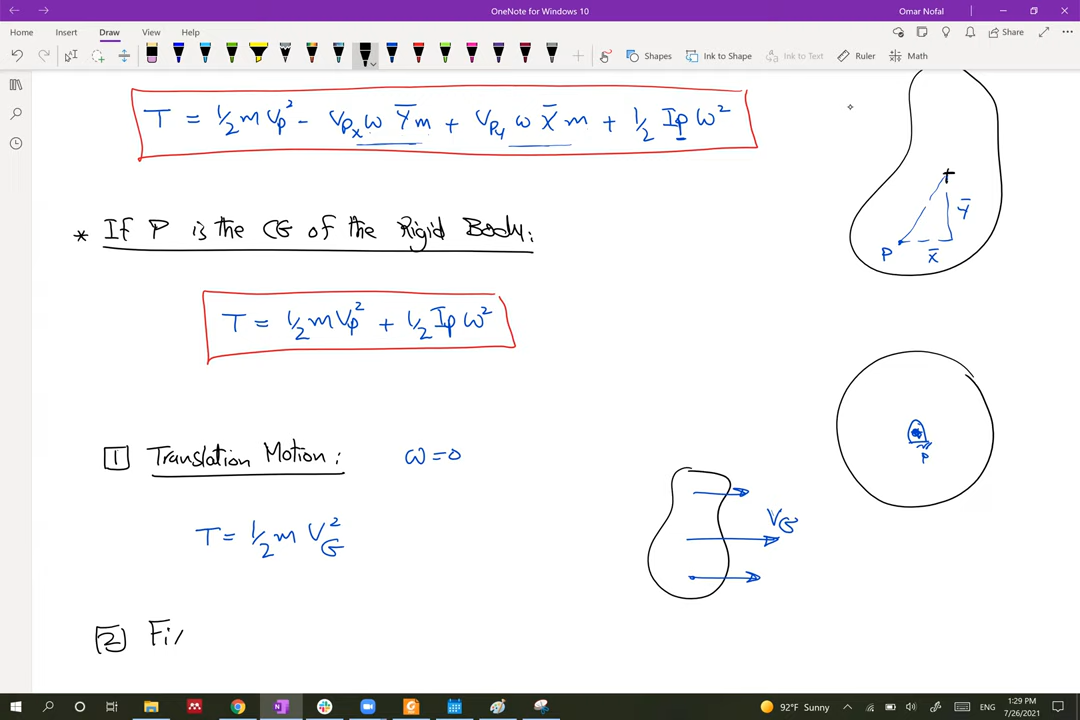 OneNote for Windows 10
Omar Nofal
Home Insert Draw View Help Share
Shapes Ink to Shape Ink to Text Ruler Math
T = 1/2 m Vp² - Vpx ω Ȳ m + Vpy ω X̄ m + 1/2 Ip ω²
Ȳ
P X̄
* If P is the CG of the Rigid Body:
T = 1/2 m Vp² + 1/2 Ip ω²
P
1 Translation Motion: ω=0
T = 1/2 m VG²
VG
2 Fi
92°F Sunny
ENG
1:29 PM
7/26/2021